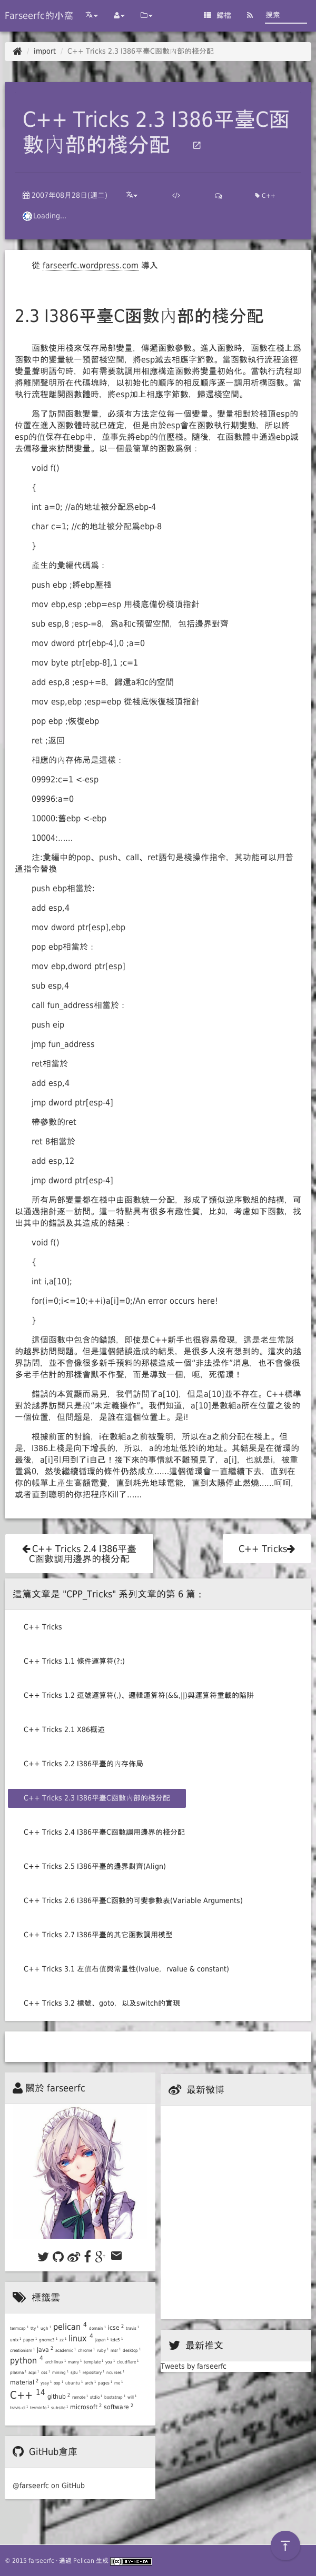 Farseerfc的小窩
歸檔
搜索
import / C++ Tricks 2.3 I386平臺C函數內部的棧分配
C++ Tricks 2.3 I386平臺C函
數內部的棧分配
2007年08月28日(週二)
C++
Loading...
從 farseerfc.wordpress.com 導入
2.3 I386平臺C函數內部的棧分配
函數使用棧來保存局部變量，傳遞函數參數。進入函數時，函數在棧上爲
函數中的變量統一預留棧空間，將esp減去相應字節數。當函數執行流程途徑
變量聲明語句時，如有需要就調用相應構造函數將變量初始化。當執行流程即
將離開聲明所在代碼塊時，以初始化的順序的相反順序逐一調用析構函數。當
執行流程離開函數體時，將esp加上相應字節數，歸還棧空間。
爲了訪問函數變量，必須有方法定位每一個變量。變量相對於棧頂esp的
位置在進入函數體時就已確定，但是由於esp會在函數執行期變動，所以將
esp的值保存在ebp中，並事先將ebp的值壓棧。隨後，在函數體中通過ebp減
去偏移量來訪問變量。以一個最簡單的函數爲例：
void f()
{
int a=0; //a的地址被分配爲ebp-4
char c=1; //c的地址被分配爲ebp-8
}
產生的彙編代碼爲：
push ebp ;將ebp壓棧
mov ebp,esp ;ebp=esp 用棧底備份棧頂指針
sub esp,8 ;esp-=8，爲a和c預留空間，包括邊界對齊
mov dword ptr[ebp-4],0 ;a=0
mov byte ptr[ebp-8],1 ;c=1
add esp,8 ;esp+=8，歸還a和c的空間
mov esp,ebp ;esp=ebp 從棧底恢復棧頂指針
pop ebp ;恢復ebp
ret ;返回
相應的內存佈局是這樣：
09992:c=1 <-esp
09996:a=0
10000:舊ebp <-ebp
10004:……
注:彙編中的pop、push、call、ret語句是棧操作指令，其功能可以用普
通指令替換
push ebp相當於:
add esp,4
mov dword ptr[esp],ebp
pop ebp相當於：
mov ebp,dword ptr[esp]
sub esp,4
call fun_address相當於：
push eip
jmp fun_address
ret相當於
add esp,4
jmp dword ptr[esp-4]
帶參數的ret
ret 8相當於
add esp,12
jmp dword ptr[esp-4]
所有局部變量都在棧中由函數統一分配，形成了類似逆序數組的結構，可
以通過指針逐一訪問。這一特點具有很多有趣性質，比如，考慮如下函數，找
出其中的錯誤及其造成的結果：
void f()
{
int i,a[10];
for(i=0;i<=10;++i)a[i]=0;/An error occurs here!
}
這個函數中包含的錯誤，即使是C++新手也很容易發現，這是老生常談
的越界訪問問題。但是這個錯誤造成的結果，是很多人沒有想到的。這次的越
界訪問，並不會像很多新手預料的那樣造成一個“非法操作”消息，也不會像很
多老手估計的那樣會默不作聲，而是導致一個，呃，死循環！
錯誤的本質顯而易見，我們訪問了a[10]，但是a[10]並不存在。C++標準
對於越界訪問只是說“未定義操作”。我們知道，a[10]是數組a所在位置之後的
一個位置，但問題是，是誰在這個位置上。是i!
根據前面的討論，i在數組a之前被聲明，所以在a之前分配在棧上。但
是，I386上棧是向下增長的，所以，a的地址低於i的地址。其結果是在循環的
最後，a[i]引用到了i自己！接下來的事情就不難預見了，a[i]，也就是i，被重
置爲0，然後繼續循環的條件仍然成立……這個循環會一直繼續下去，直到在
你的帳單上產生高額電費，直到耗光地球電能，直到太陽停止燃燒……呵呵，
或者直到聰明的你把程序Kill了……
C++ Tricks 2.4 I386平臺
C函數調用邊界的棧分配
C++ Tricks
這篇文章是 "CPP_Tricks" 系列文章的第 6 篇：
C++ Tricks
C++ Tricks 1.1 條件運算符(?:)
C++ Tricks 1.2 逗號運算符(,)、邏輯運算符(&&,||)與運算符重載的陷阱
C++ Tricks 2.1 X86概述
C++ Tricks 2.2 I386平臺的內存佈局
C++ Tricks 2.3 I386平臺C函數內部的棧分配
C++ Tricks 2.4 I386平臺C函數調用邊界的棧分配
C++ Tricks 2.5 I386平臺的邊界對齊(Align)
C++ Tricks 2.6 I386平臺C函數的可變參數表(Variable Arguments)
C++ Tricks 2.7 I386平臺的其它函數調用模型
C++ Tricks 3.1 左值右值與常量性(lvalue，rvalue & constant)
C++ Tricks 3.2 標號、goto，以及switch的實現
關於 farseerfc
最新微博
標籤雲
pelican 4 icse 2
linux 4
Java 2
python 4
material 2
C++ 14 github 2
microsoft 2 software 2
最新推文
Tweets by farseerfc
GitHub倉庫
@farseerfc on GitHub
© 2015 farseerfc · 通過 Pelican 生成